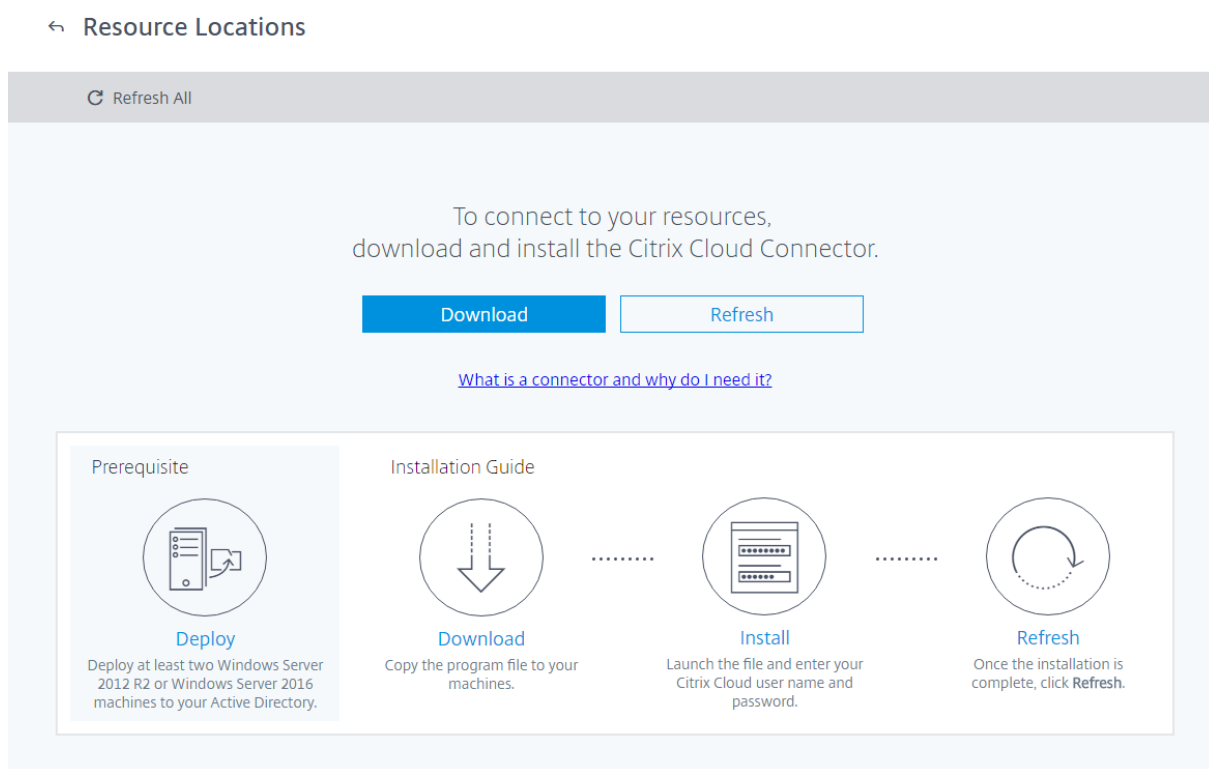 Resource Locations
Refresh All
To connect to your resources,
download and install the Citrix Cloud Connector.
Download
Refresh
What is a connector and why do I need it?
Prerequisite
Deploy
Deploy at least two Windows Server
2012 R2 or Windows Server 2016
machines to your Active Directory.
Installation Guide
Download
Copy the program file to your
machines.
Install
Launch the file and enter your
Citrix Cloud user name and
password.
Refresh
Once the installation is
complete, click Refresh.